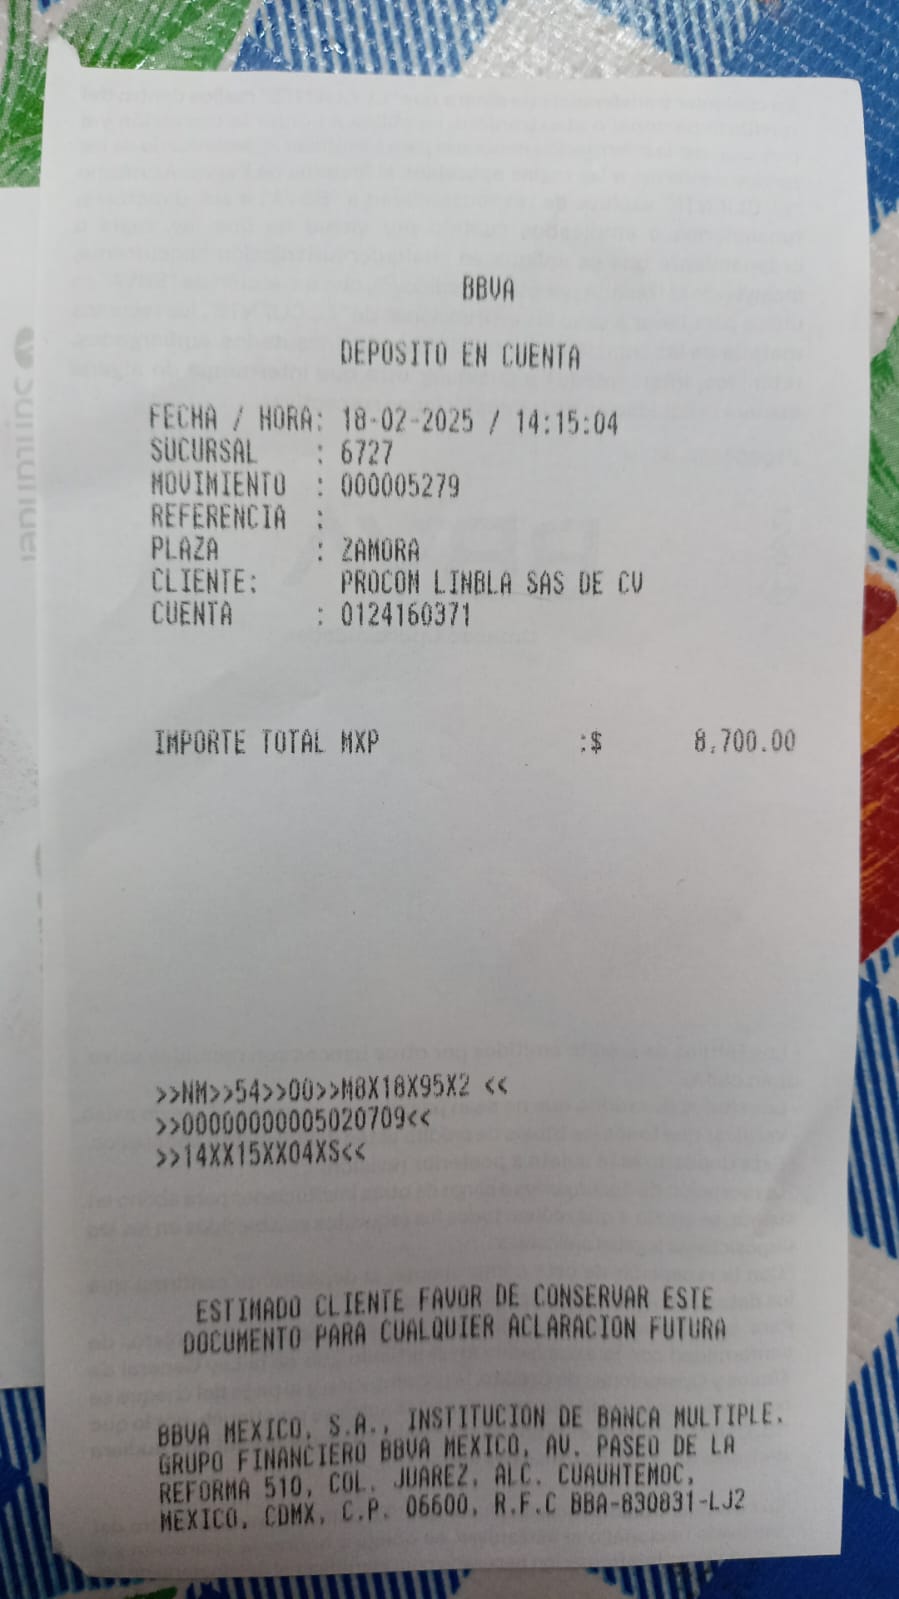 BBVA
DEPOSITO EN CUENTA
FECHA / HORA: 18-02-2025 / 14:15:04
SUCURSAL : 6727
MOVIMIENTO : 000005279
REFERENCIA :
PLAZA : ZAMORA
CLIENTE: PROCOM LINBLA SAS DE CV
CUENTA : 0124160371
IMPORTE TOTAL MXP :$ 8,700.00
>>NM>>54>>00>>M8X18X95X2 <<
>>00000000005020709<<
>>14XX15XX04XS<<
ESTIMADO CLIENTE FAVOR DE CONSERVAR ESTE
DOCUMENTO PARA CUALQUIER ACLARACION FUTURA
BBVA MEXICO, S.A., INSTITUCION DE BANCA MULTIPLE,
GRUPO FINANCIERO BBVA MEXICO, AV. PASEO DE LA
REFORMA 510, COL. JUAREZ, ALC. CUAUHTEMOC,
MEXICO, CDMX, C.P. 06600, R.F.C BBA-830831-LJ2